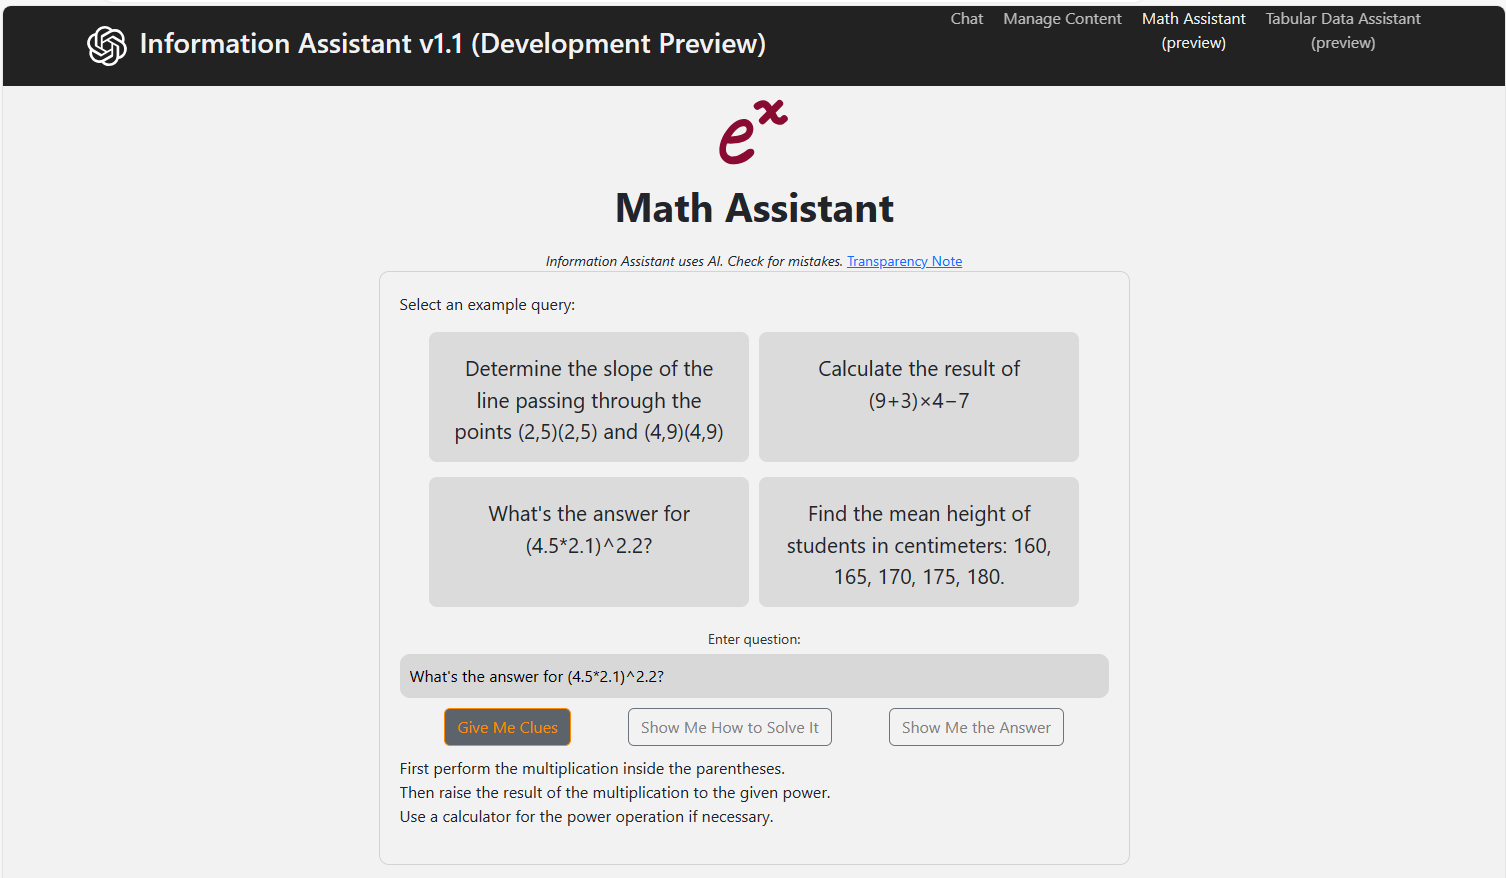 Information Assistant v1.1 (Development Preview)
Chat
Manage Content
Math Assistant
(preview)
Tabular Data Assistant
(preview)
eˣ
Math Assistant
Information Assistant uses AI. Check for mistakes. Transparency Note
Select an example query:
Determine the slope of the
line passing through the
points (2,5)(2,5) and (4,9)(4,9)
Calculate the result of
(9+3)×4−7
What's the answer for
(4.5*2.1)^2.2?
Find the mean height of
students in centimeters: 160,
165, 170, 175, 180.
Enter question:
What's the answer for (4.5*2.1)^2.2?
Give Me Clues
Show Me How to Solve It
Show Me the Answer
First perform the multiplication inside the parentheses.
Then raise the result of the multiplication to the given power.
Use a calculator for the power operation if necessary.